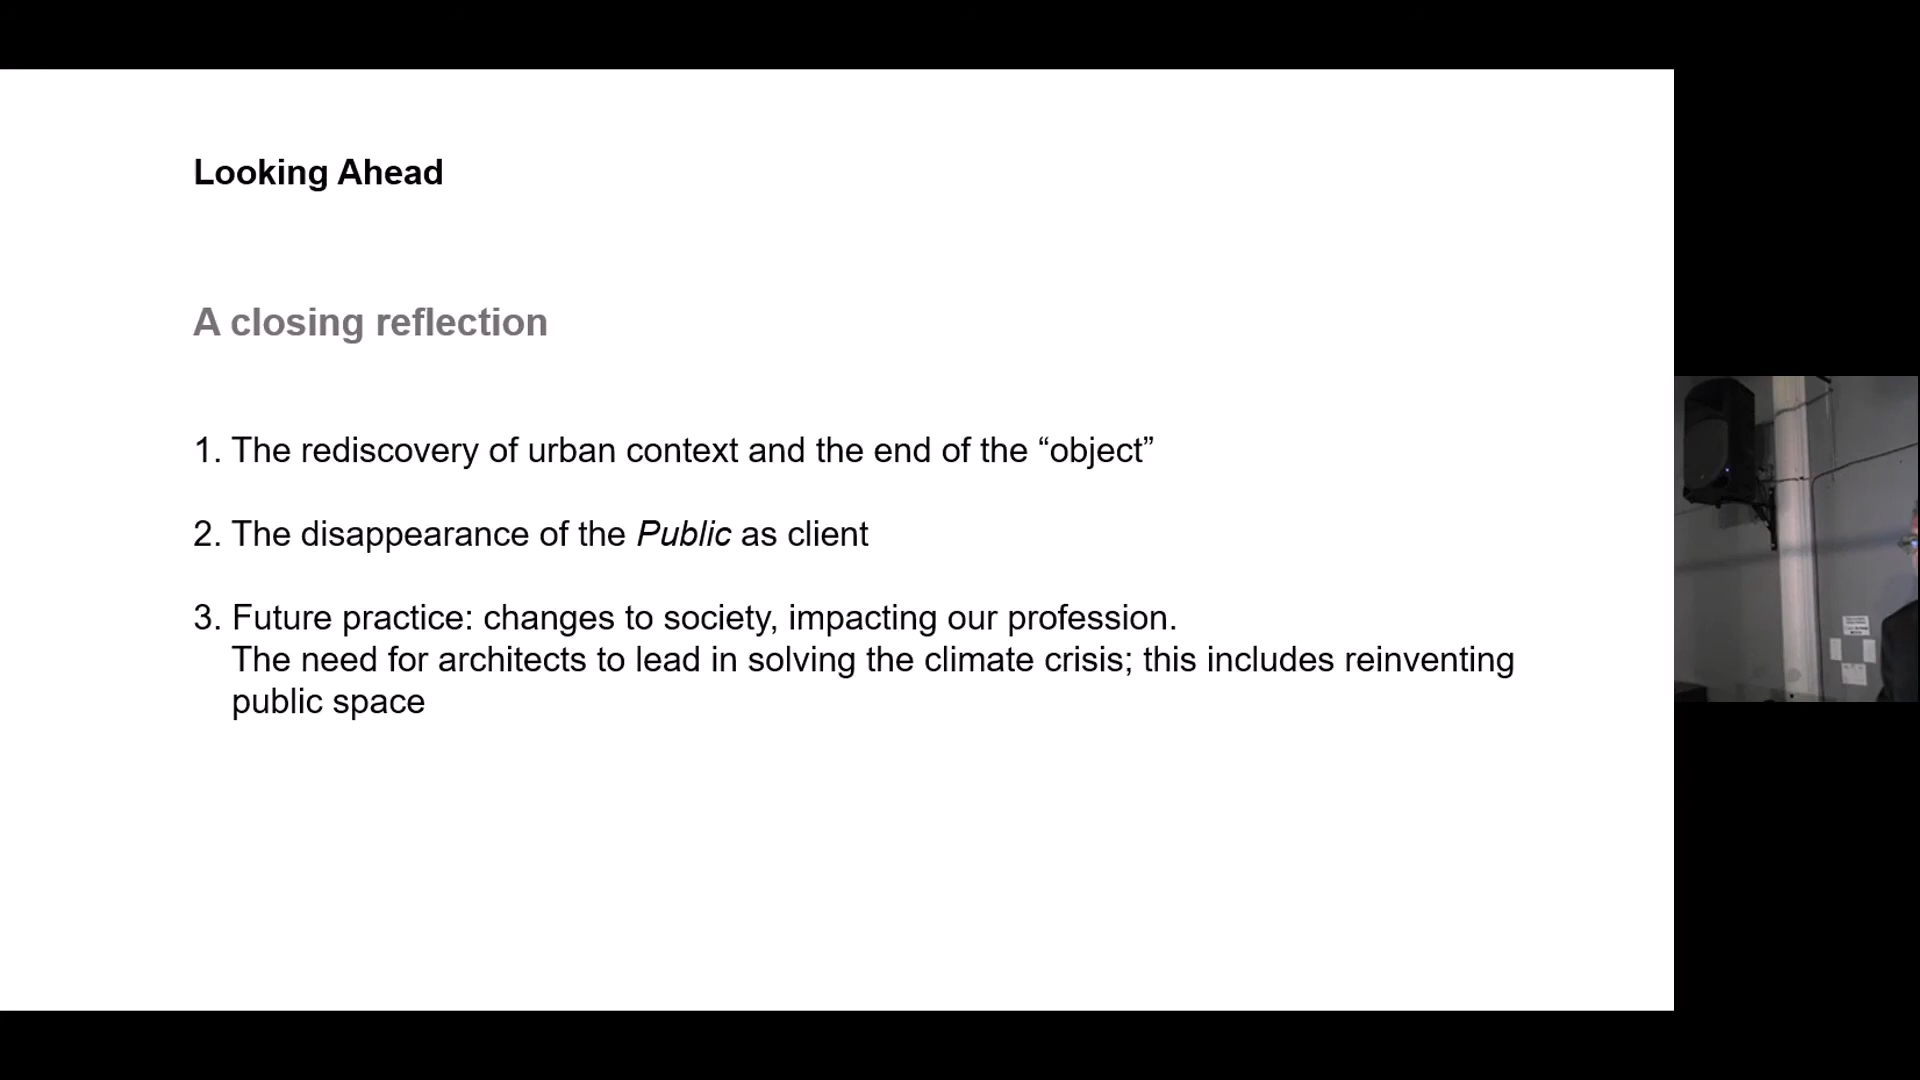 Looking Ahead
A closing reflection
1. The rediscovery of urban context and the end of the “object”
2. The disappearance of the Public as client
3. Future practice: changes to society, impacting our profession.
The need for architects to lead in solving the climate crisis; this includes reinventing
public space